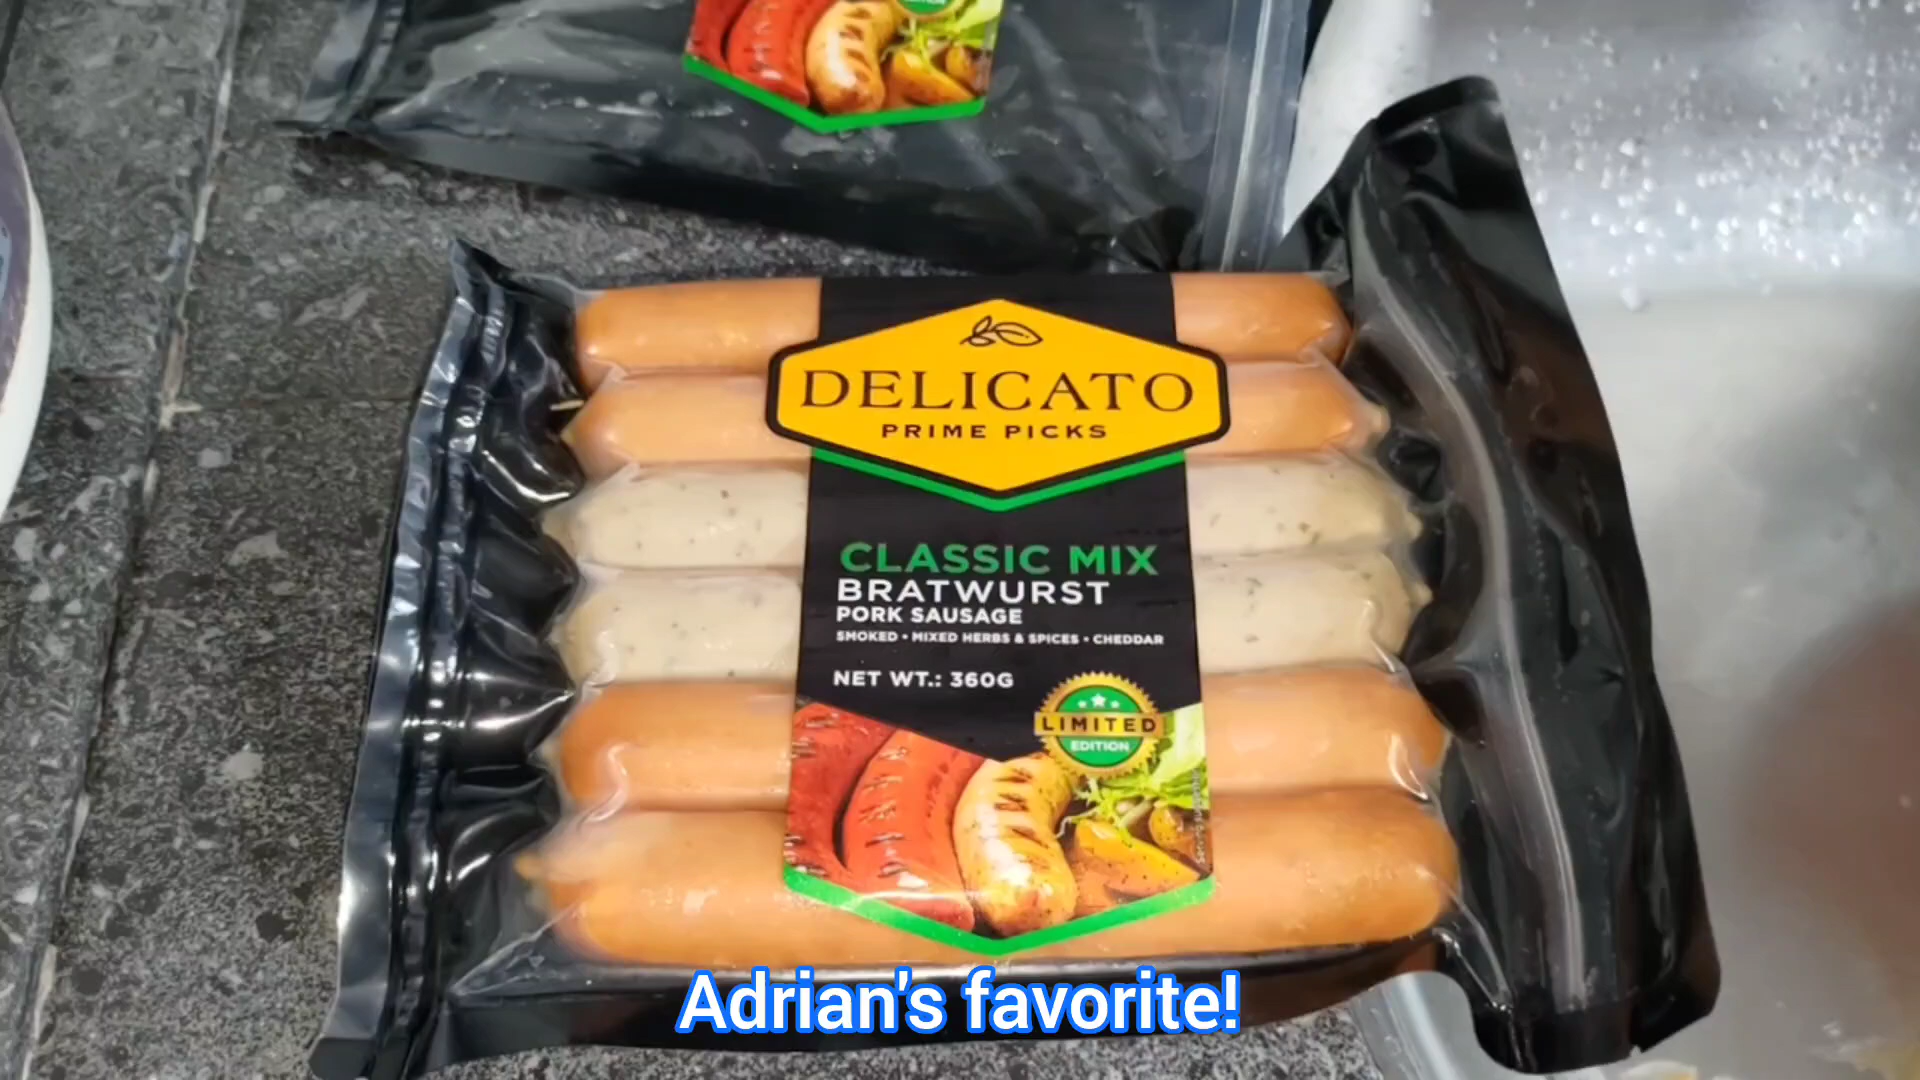 EDITION
DELICATO
PRIME PICKS
CLASSIC MIX
BRATWURST
PORK SAUSAGE
SMOKED • MIXED HERBS & SPICES • CHEDDAR
NET WT.: 360G
LIMITED
EDITION
Adrian's favorite!